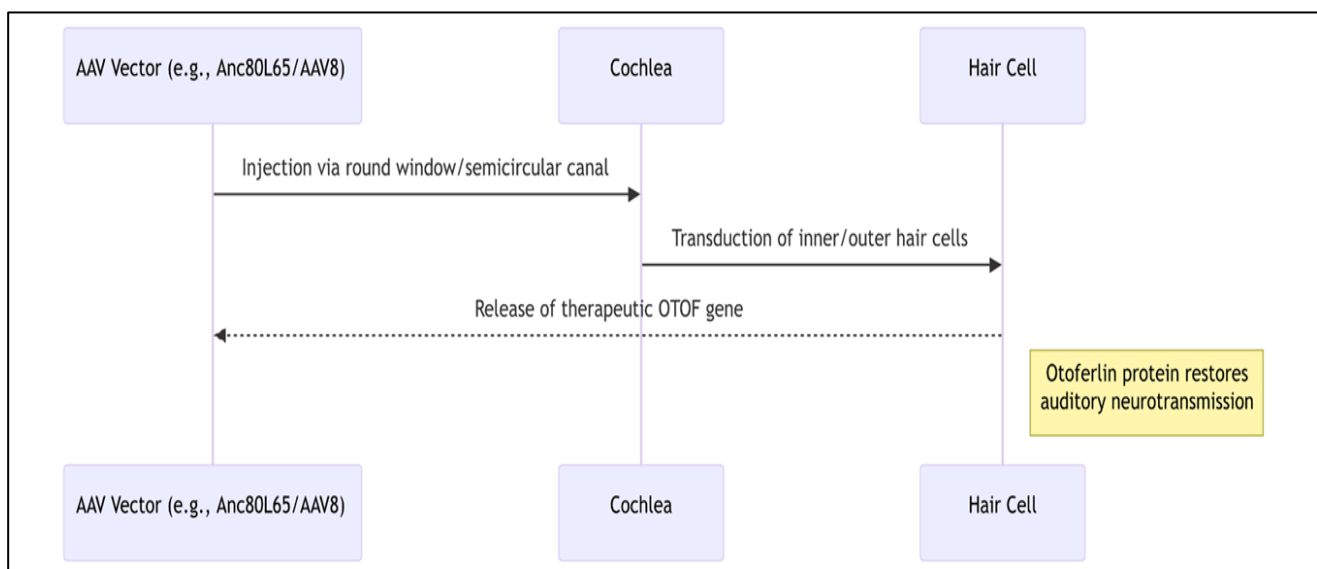 AAV Vector (e.g., Anc80L65/AAV8)
Cochlea
Hair Cell
Injection via round window/semicircular canal
Transduction of inner/outer hair cells
Release of therapeutic OTOF gene
Otoferlin protein restores
auditory neurotransmission
AAV Vector (e.g., Anc80L65/AAV8)
Cochlea
Hair Cell